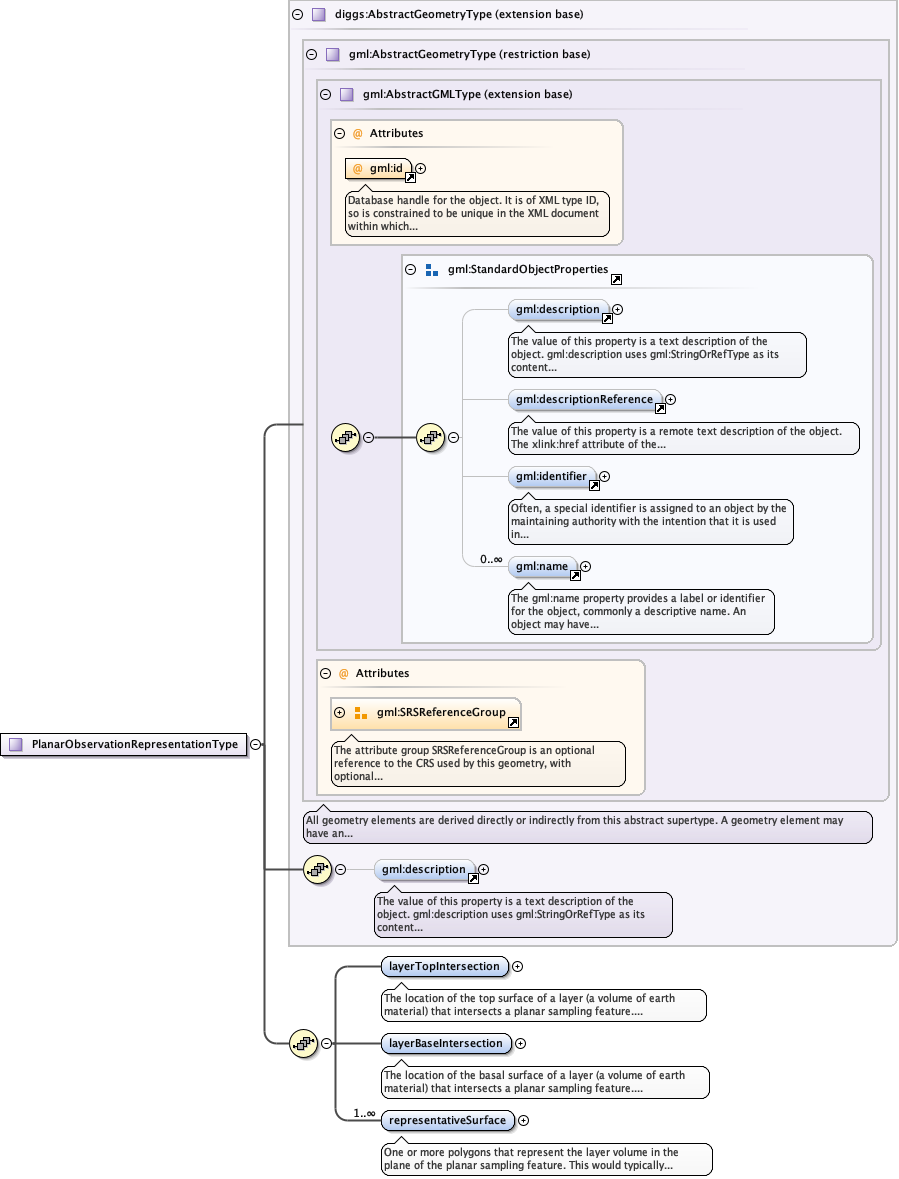 diggs:AbstractGeometryType (extension base)
gml:AbstractGeometryType (restriction base)
gml:AbstractGMLType (extension base)
@ Attributes
@ gml:id
Database handle for the object. It is of XML type ID,
so is constrained to be unique in the XML document
within which...
gml:StandardObjectProperties
gml:description
The value of this property is a text description of the
object. gml:description uses gml:StringOrRefType as its
content...
gml:descriptionReference
The value of this property is a remote text description of the object.
The xlink:href attribute of the...
gml:identifier
Often, a special identifier is assigned to an object by the
maintaining authority with the intention that it is used
in...
0..∞
gml:name
The gml:name property provides a label or identifier
for the object, commonly a descriptive name. An
object may have...
@ Attributes
gml:SRSReferenceGroup
The attribute group SRSReferenceGroup is an optional
reference to the CRS used by this geometry, with
optional...
PlanarObservationRepresentationType
All geometry elements are derived directly or indirectly from this abstract supertype. A geometry element may
have an...
gml:description
The value of this property is a text description of the
object. gml:description uses gml:StringOrRefType as its
content...
layerTopIntersection
The location of the top surface of a layer (a volume of earth
material) that intersects a planar sampling feature....
layerBaseIntersection
The location of the basal surface of a layer (a volume of earth
material) that intersects a planar sampling feature....
1..∞
representativeSurface
One or more polygons that represent the layer volume in the
plane of the planar sampling feature. This would typically...